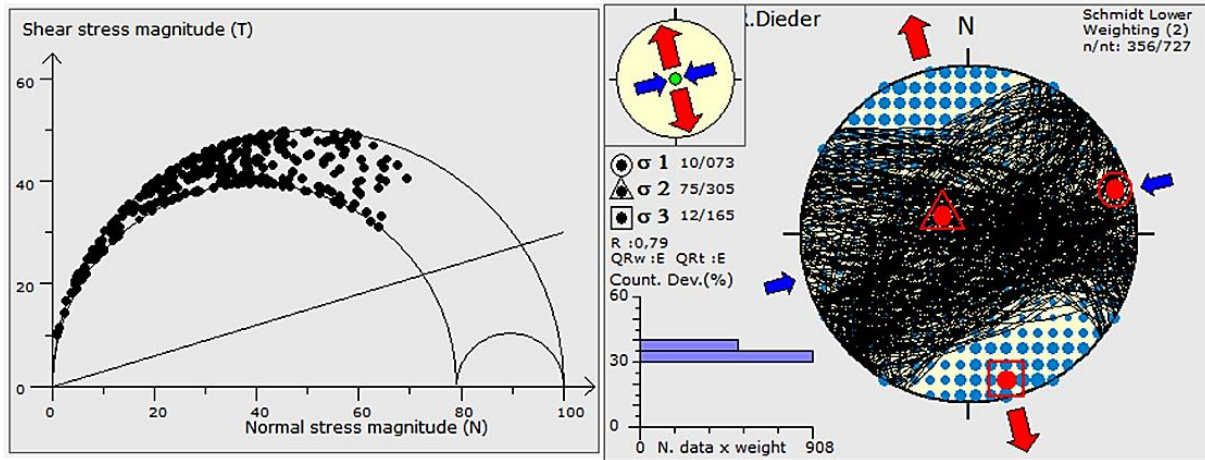 Shear stress magnitude (T)
60
40
20
0
0
20
40
60
80
100
Normal stress magnitude (N)
R.Dieder
N
Schmidt Lower
Weighting (2)
n/nt: 356/727
σ 1 10/073
σ 2 75/305
σ 3 12/165
R :0,79
QRw :E QRt :E
Count. Dev.(%)
60
30
0
0 N. data x weight 908